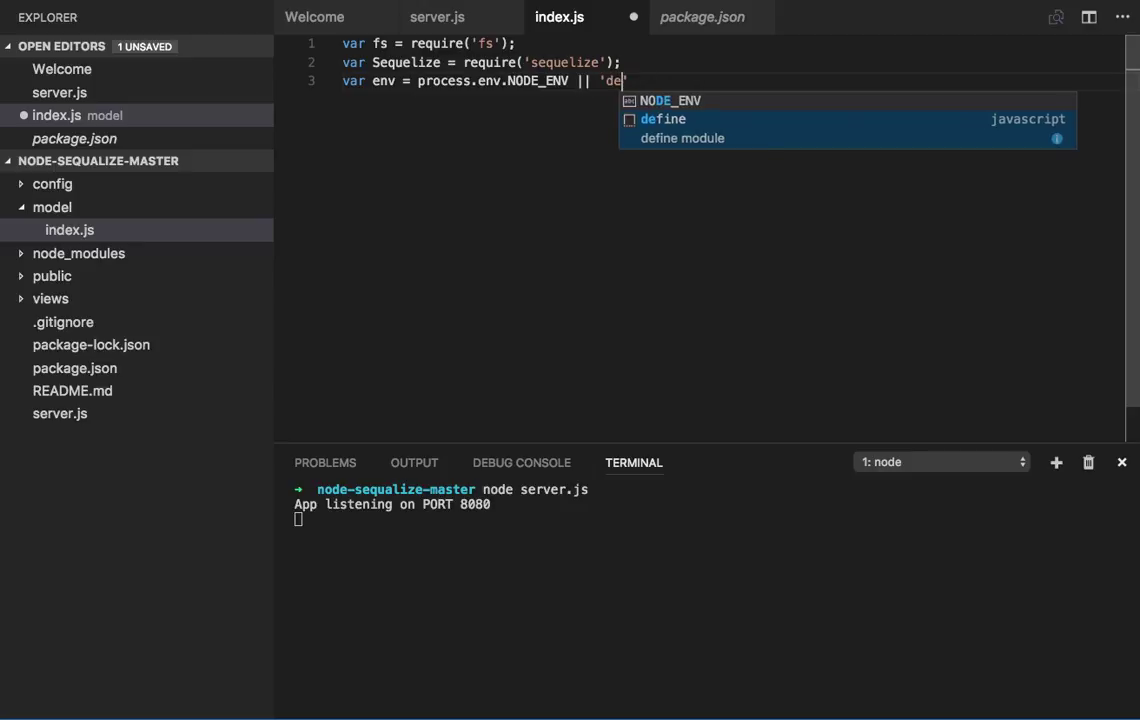 EXPLORER
OPEN EDITORS 1 UNSAVED
Welcome
server.js
index.js model
package.json
NODE-SEQUALIZE-MASTER
config
model
index.js
node_modules
public
views
.gitignore
package-lock.json
package.json
README.md
server.js
Welcome server.js index.js package.json
1 var fs = require('fs');
2 var Sequelize = require('sequelize');
3 var env = process.env.NODE_ENV || 'de'
abc NODE_ENV
define javascript
define module i
PROBLEMS OUTPUT DEBUG CONSOLE TERMINAL 1: node
→ node-sequalize-master node server.js
App listening on PORT 8080